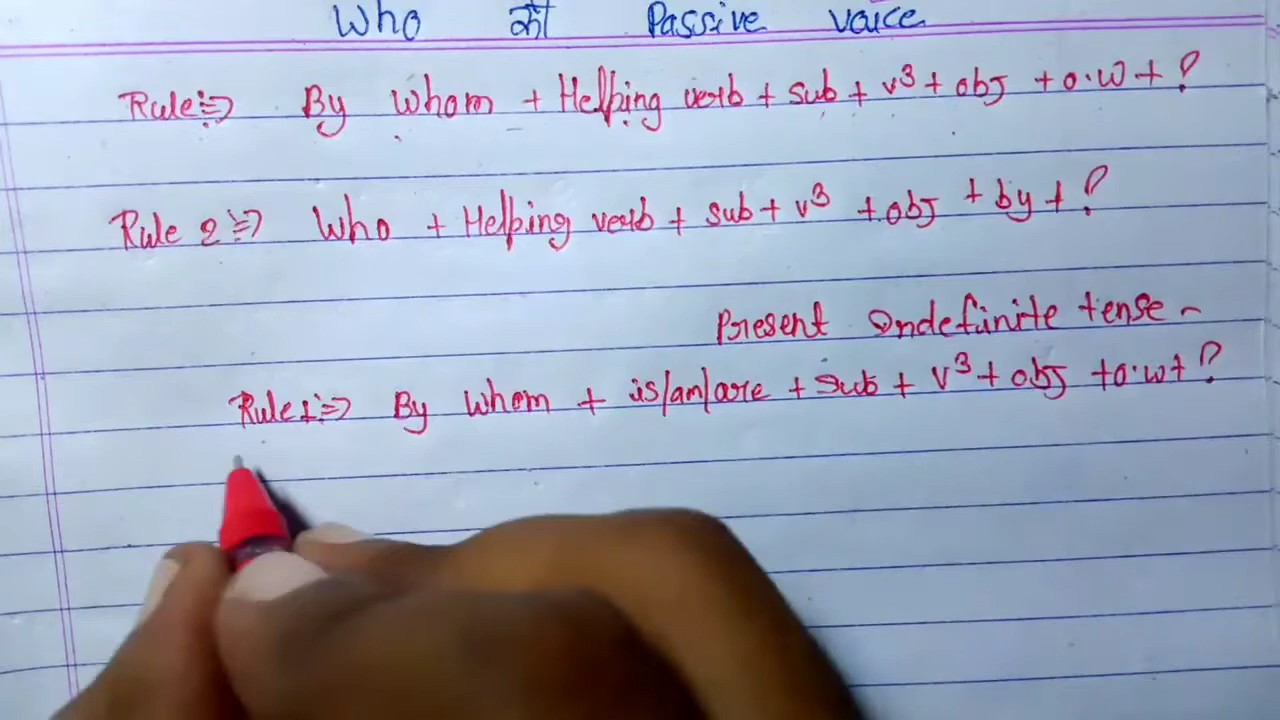 Who की Passive voice
Rule:⇒ By whom + Helping verb + sub + v³ + obj + o.w + ?
Rule 2:⇒ Who + Helping verb + sub + v³ + obj + by + ?
Present Indefinite tense -
Rule 1:⇒ By whom + is/am/are + sub + v³ + obj + o.w + ?